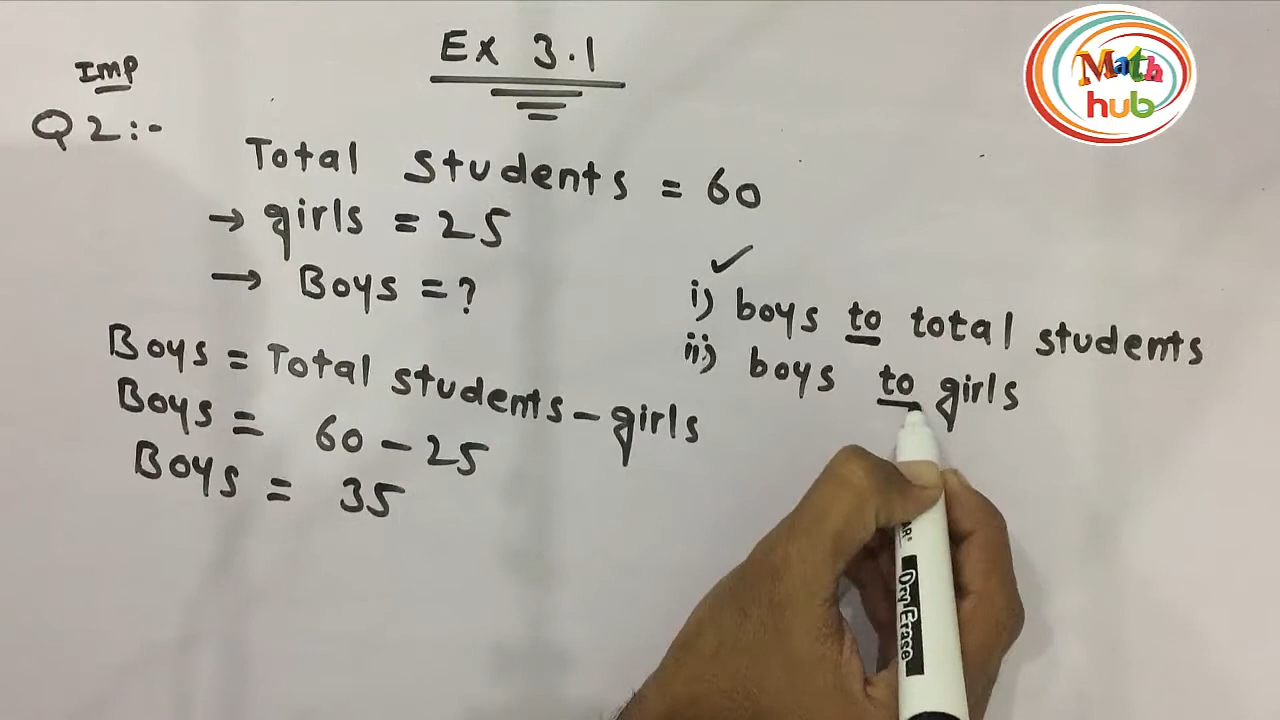 Ex 3.1
Imp
Q2:-
Total students = 60
→ girls = 25
→ Boys = ?
Boys = Total students - girls
Boys = 60 - 25
Boys = 35
✓
i) boys to total students
ii) boys to girls
Math
hub
Dry Erase